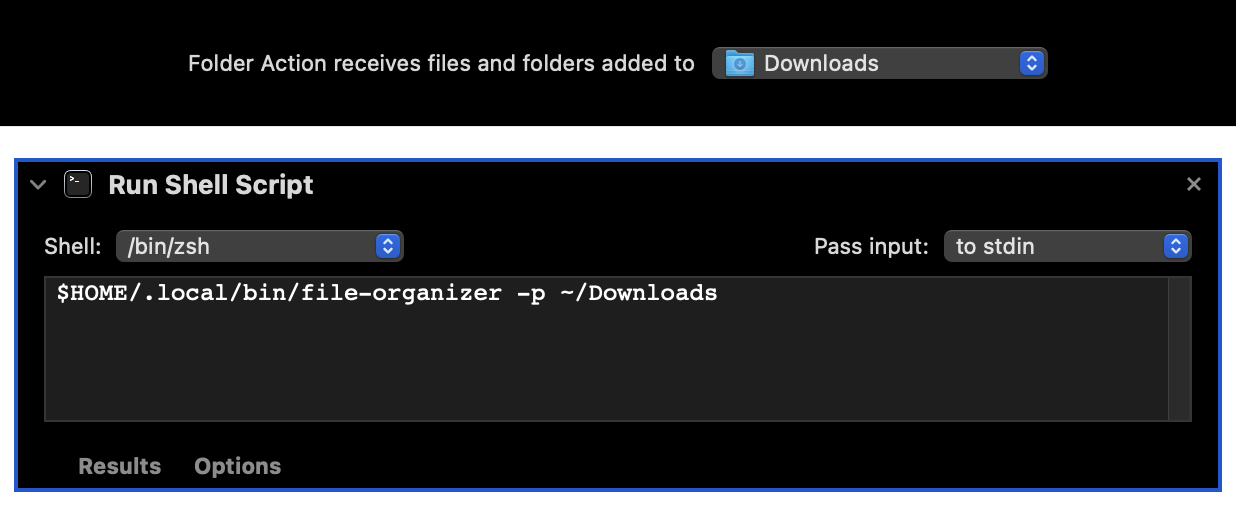 Folder Action receives files and folders added to Downloads
Run Shell Script
Shell: /bin/zsh Pass input: to stdin
$HOME/.local/bin/file-organizer -p ~/Downloads
Results Options